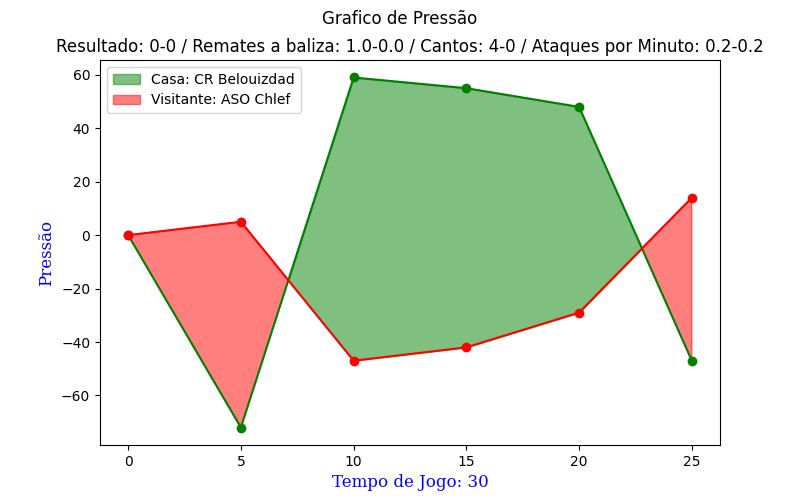 Grafico de Pressão
Resultado: 0-0 / Remates a baliza: 1.0-0.0 / Cantos: 4-0 / Ataques por Minuto: 0.2-0.2
Casa: CR Belouizdad
Visitante: ASO Chlef
Pressão
60
40
20
0
−20
−40
−60
0 5 10 15 20 25
Tempo de Jogo: 30